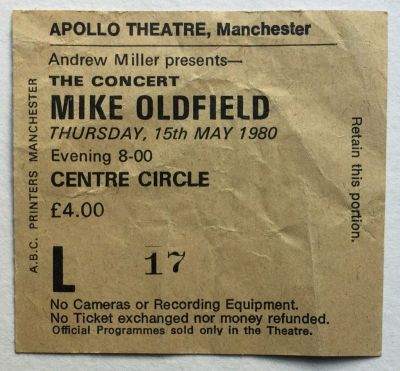 APOLLO THEATRE, Manchester
Andrew Miller presents—
THE CONCERT
MIKE OLDFIELD
THURSDAY, 15th MAY 1980
Evening 8-00
CENTRE CIRCLE
£4.00
L 17
No Cameras or Recording Equipment.
No Ticket exchanged nor money refunded.
Official Programmes sold only in the Theatre.
A.B.C. PRINTERS MANCHESTER
Retain this portion.